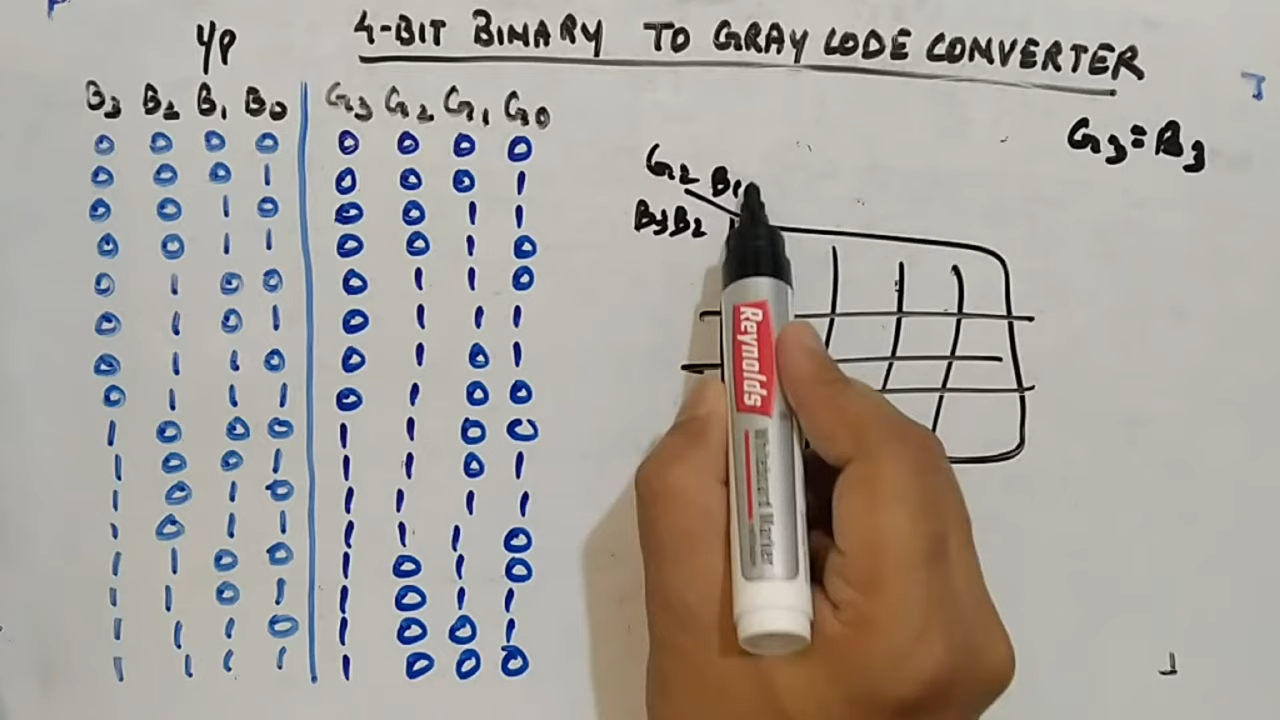 I/P
4-BIT BINARY TO GRAY CODE CONVERTER
B3 B2 B1 B0 G3 G2 G1 G0
0 0 0 0 0 0 0 0
0 0 0 1 0 0 0 1
0 0 1 0 0 0 1 1
0 0 1 1 0 0 1 0
0 1 0 0 0 1 1 0
0 1 0 1 0 1 1 1
0 1 1 0 0 1 0 1
0 1 1 1 0 1 0 0
1 0 0 0 1 1 0 0
1 0 0 1 1 1 0 1
1 0 1 0 1 1 1 1
1 0 1 1 1 1 1 0
1 1 0 0 1 0 1 0
1 1 0 1 1 0 1 1
1 1 1 0 1 0 0 1
1 1 1 1 1 0 0 0
G3 = B3
G2 B1
B3B2
Reynolds
Whiteboard Marker